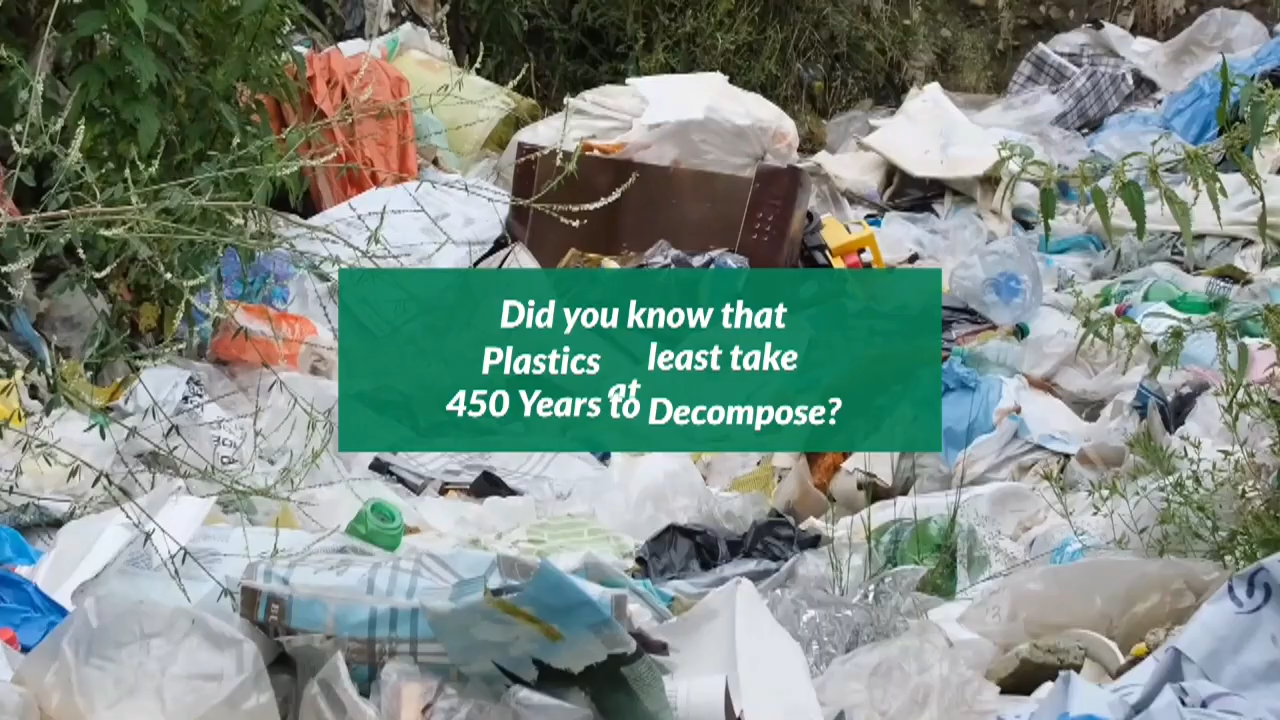 Did you know that
Plastics at least take
450 Years to Decompose?